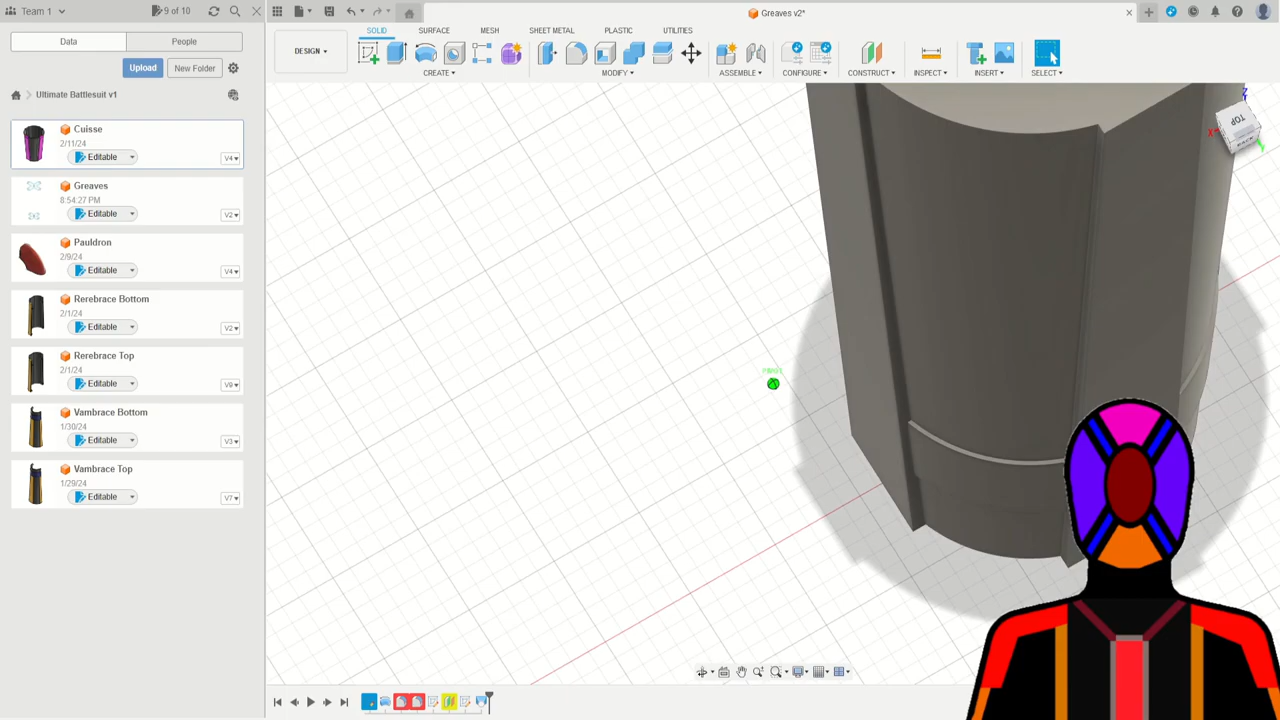 Team 1
9 of 10
Greaves v2*
Data
People
Upload
New Folder
Ultimate Battlesuit v1
Cuisse
2/11/24
Editable
V4
Greaves
8:54:27 PM
Editable
V2
Pauldron
2/9/24
Editable
V4
Rerebrace Bottom
2/1/24
Editable
V2
Rerebrace Top
2/1/24
Editable
V9
Vambrace Bottom
1/30/24
Editable
V3
Vambrace Top
1/29/24
Editable
V7
DESIGN
SOLID
SURFACE
MESH
SHEET METAL
PLASTIC
UTILITIES
CREATE
MODIFY
ASSEMBLE
CONFIGURE
CONSTRUCT
INSPECT
INSERT
SELECT
Z
X
Y
TOP
BACK